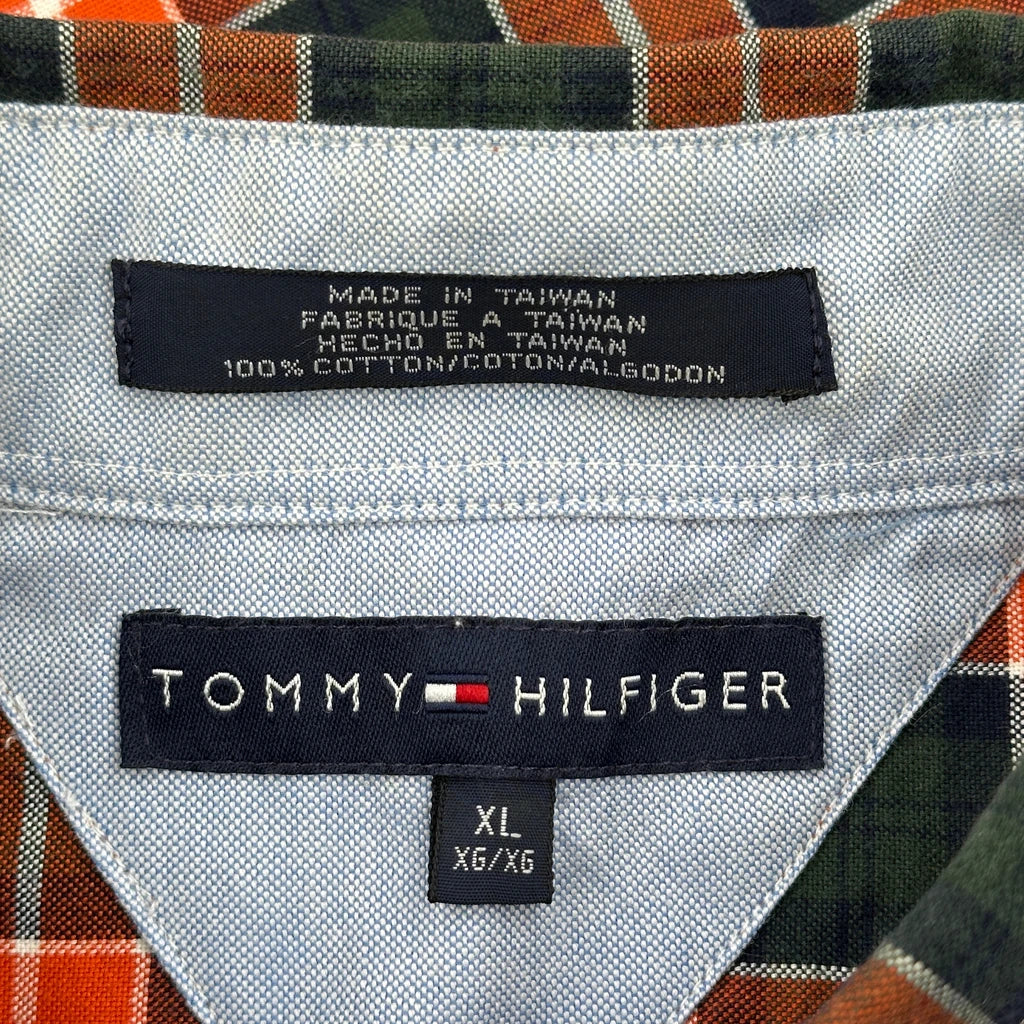 MADE IN TAIWAN
FABRIQUE A TAIWAN
HECHO EN TAIWAN
100% COTTON/COTON/ALGODON
TOMMY HILFIGER
XL
XG/XG